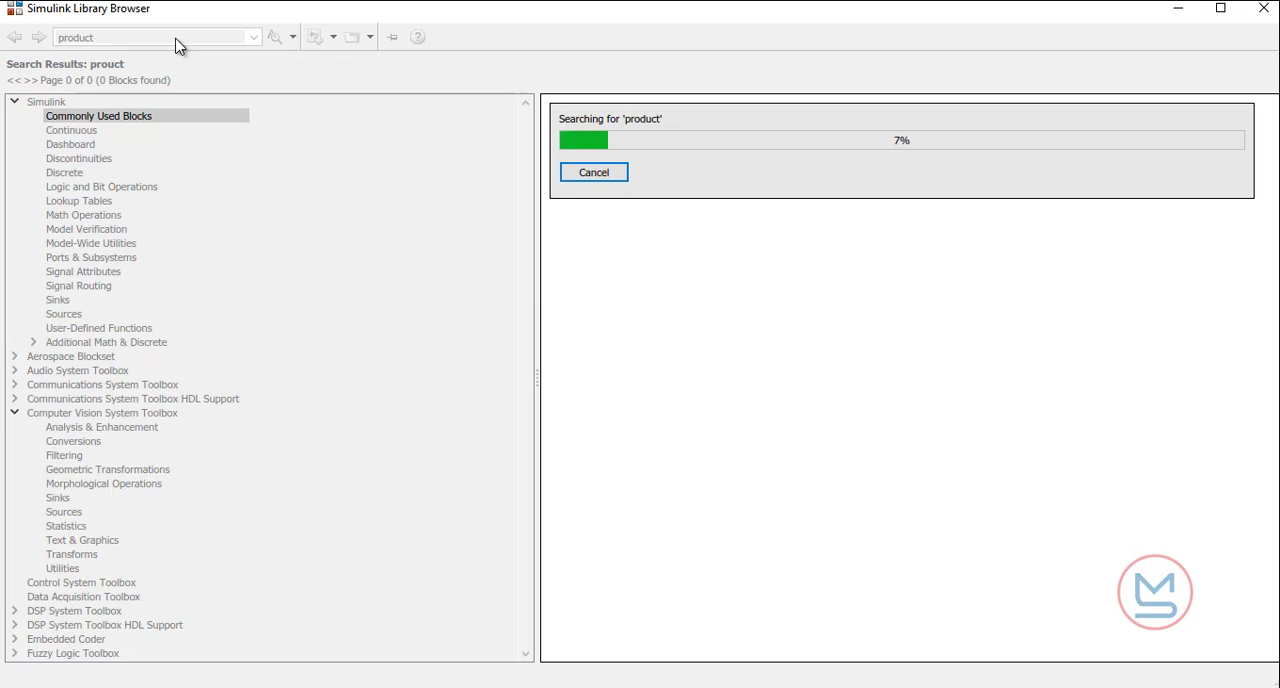 Simulink Library Browser
product
Search Results: prouct
<< >> Page 0 of 0 (0 Blocks found)
Simulink
Commonly Used Blocks
Continuous
Dashboard
Discontinuities
Discrete
Logic and Bit Operations
Lookup Tables
Math Operations
Model Verification
Model-Wide Utilities
Ports & Subsystems
Signal Attributes
Signal Routing
Sinks
Sources
User-Defined Functions
Additional Math & Discrete
Aerospace Blockset
Audio System Toolbox
Communications System Toolbox
Communications System Toolbox HDL Support
Computer Vision System Toolbox
Analysis & Enhancement
Conversions
Filtering
Geometric Transformations
Morphological Operations
Sinks
Sources
Statistics
Text & Graphics
Transforms
Utilities
Control System Toolbox
Data Acquisition Toolbox
DSP System Toolbox
DSP System Toolbox HDL Support
Embedded Coder
Fuzzy Logic Toolbox
Searching for 'product'
7%
Cancel
MS